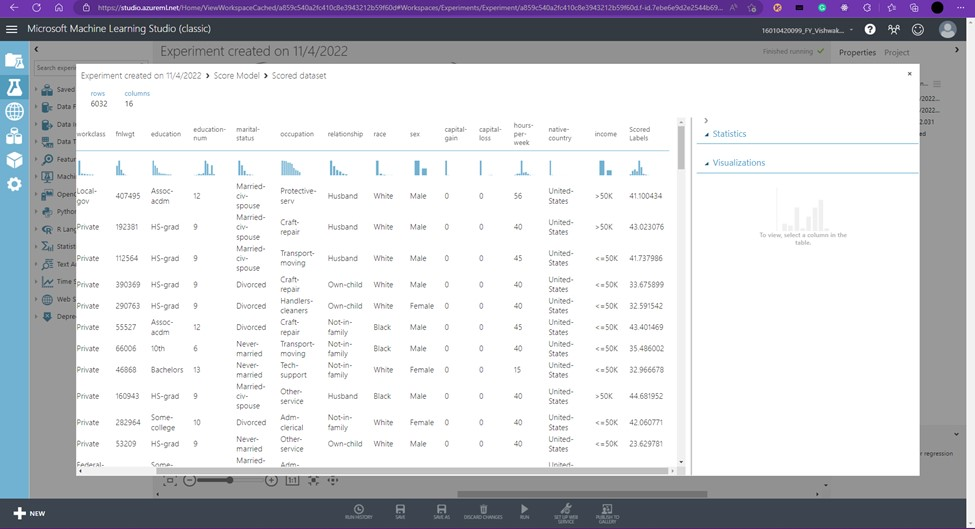 https://studio.azureml.net/Home/ViewWorkspaceCached/a859c540a2fc410c8e3943212b59f60d#Workspaces/Experiments/Experiment/a859c540a2fc410c8e3943212b59f60d.f-id.7ebe6e9d2e2544b69...
Microsoft Machine Learning Studio (classic)
16010420099_FY_Vishwak...
Experiment created on 11/4/2022
Finished running
Properties Project
Search experi
Saved
Data F
Data In
Data T
Featur
Machi
OpenC
Python
R Lang
Statist
Text A
Time S
Web S
Depre
Experiment created on 11/4/2022 > Score Model > Scored dataset
rows columns
6032 16
workclass fnlwgt education education-num marital-status occupation relationship race sex capital-gain capital-loss hours-per-week native-country income Scored Labels
Local-gov 407495 Assoc-acdm 12 Married-civ-spouse Protective-serv Husband White Male 0 0 56 United-States >50K 41.100434
Private 192381 HS-grad 9 Married-civ-spouse Craft-repair Husband White Male 0 0 40 United-States >50K 43.023076
Private 112564 HS-grad 9 Married-civ-spouse Transport-moving Husband White Male 0 0 45 United-States <=50K 41.737986
Private 390369 HS-grad 9 Divorced Craft-repair Own-child White Male 0 0 40 United-States <=50K 33.675899
Private 290763 HS-grad 9 Divorced Handlers-cleaners Own-child White Female 0 0 40 United-States <=50K 32.591542
Private 55527 Assoc-acdm 12 Divorced Craft-repair Not-in-family Black Male 0 0 45 United-States <=50K 43.401469
Private 66006 10th 6 Never-married Transport-moving Not-in-family Black Male 0 0 40 United-States <=50K 35.486002
Private 46868 Bachelors 13 Never-married Tech-support Not-in-family White Female 0 0 15 United-States <=50K 32.966678
Private 160943 HS-grad 9 Married-civ-spouse Other-service Husband Black Male 0 0 40 United-States >50K 44.681952
Private 282964 Some-college 10 Divorced Adm-clerical Not-in-family White Female 0 0 40 United-States <=50K 42.060771
Private 53209 HS-grad 9 Never-married Other-service Own-child White Male 0 0 40 United-States <=50K 23.629781
Federal- Some- Married- Adm- United-
Statistics
Visualizations
To view, select a column in the
table.
/2022...
/2022...
2.031
ed
r regression
1:1
NEW
RUN HISTORY
SAVE
SAVE AS
DISCARD CHANGES
RUN
SET UP WEB SERVICE
PUBLISH TO GALLERY